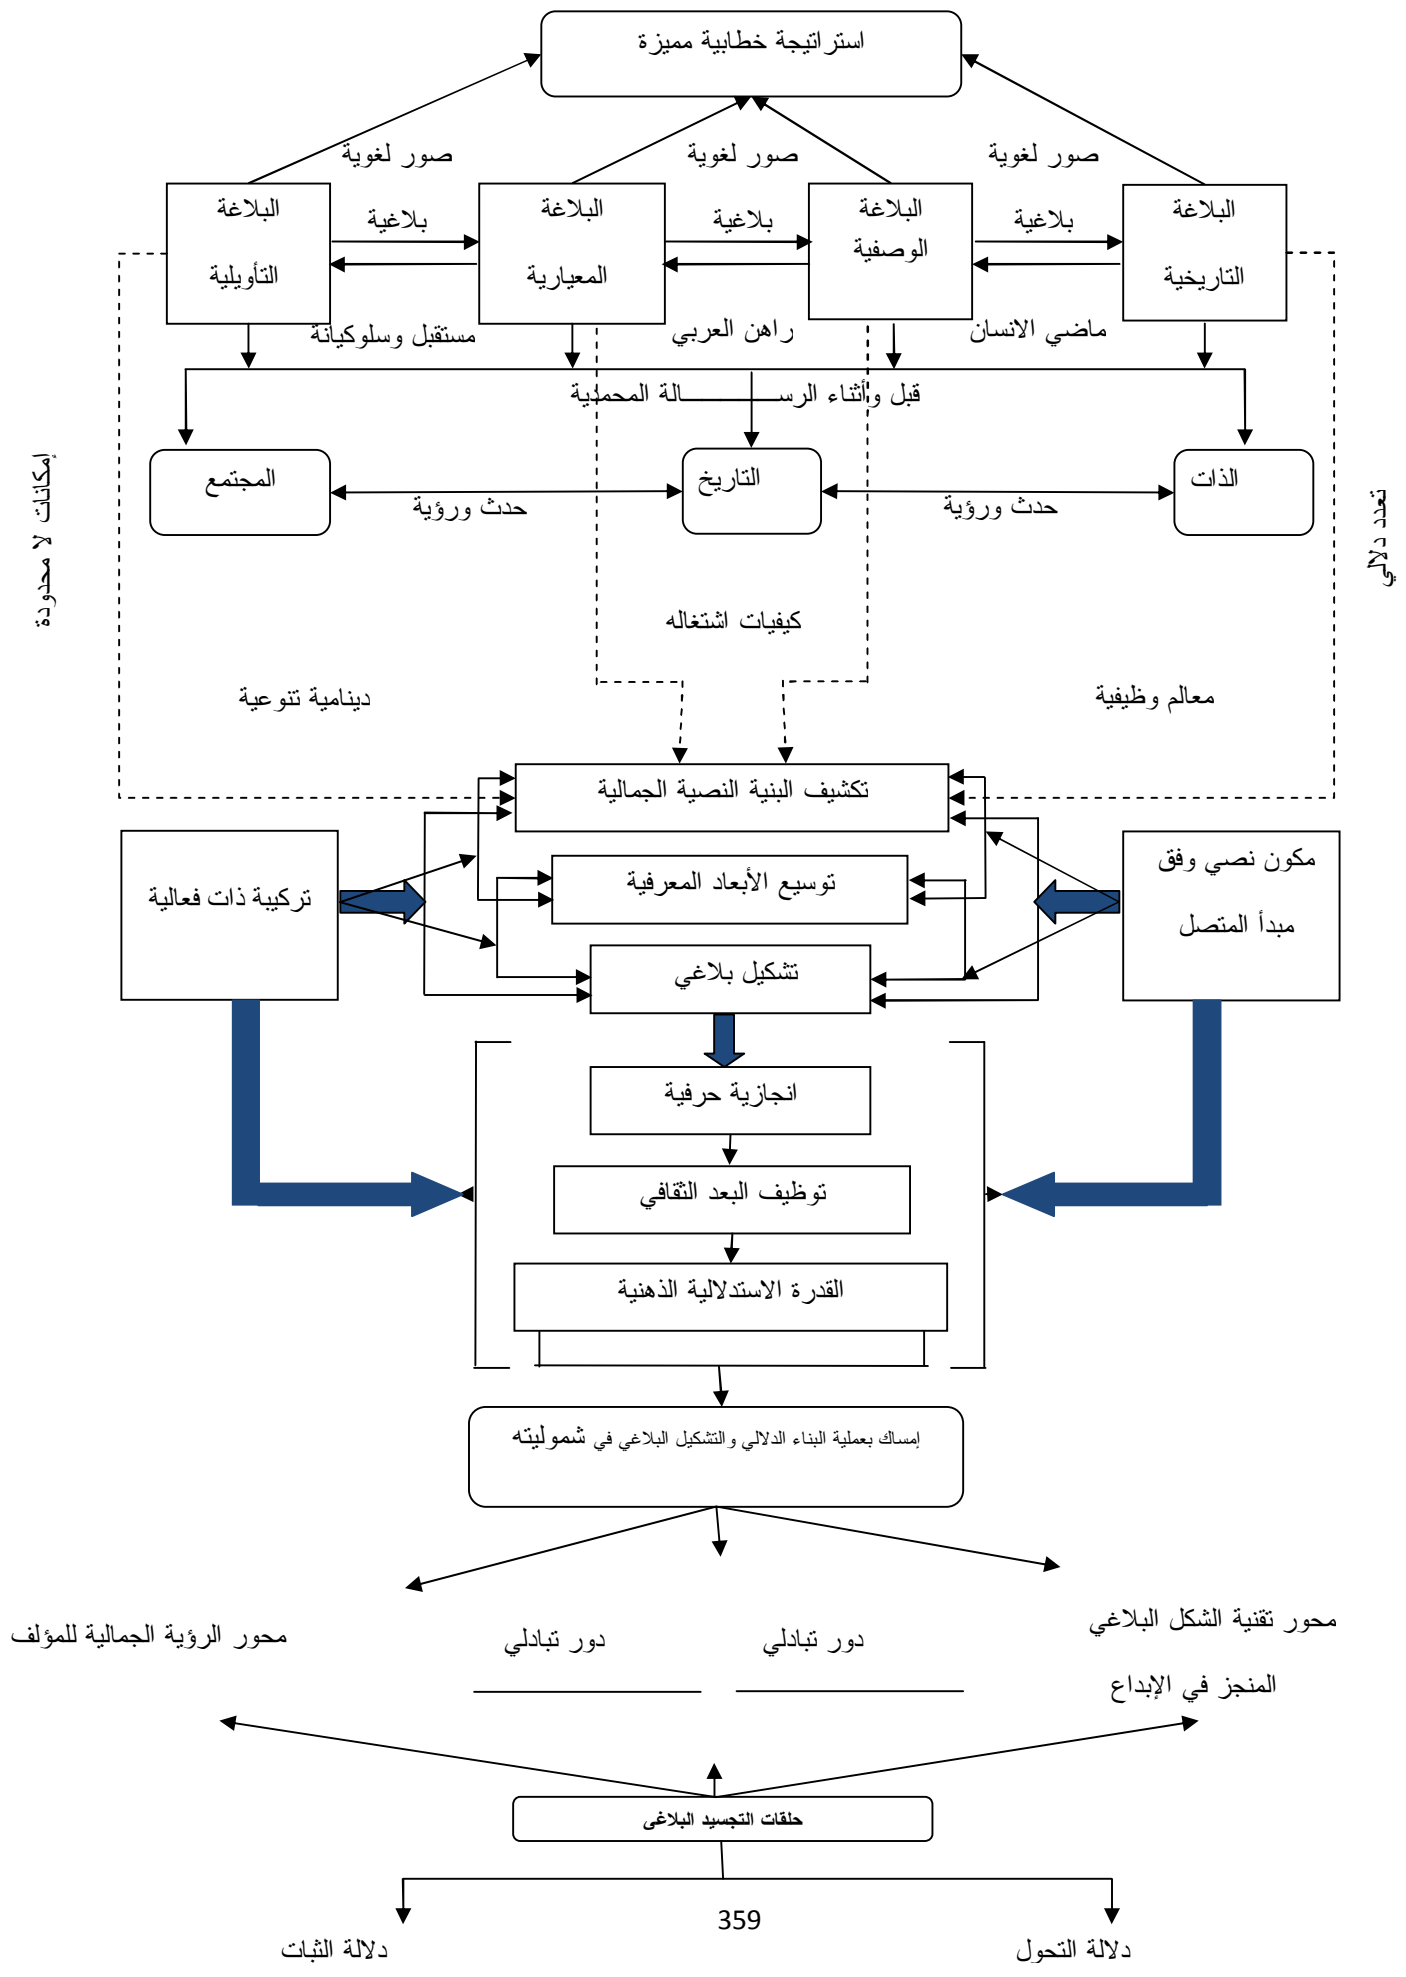 استراتيجة خطابية مميزة
صور لغوية
صور لغوية
صور لغوية
البلاغة
التاريخية
بلاغية
البلاغة
الوصفية
بلاغية
البلاغة
المعيارية
بلاغية
البلاغة
التأويلية
ماضي الانسان
راهن العربي
مستقبل وسلوكياتة
قبل وأثناء الرســــــــــــالة المحمدية
الذات
حدث ورؤية
التاريخ
حدث ورؤية
المجتمع
تعدد دلالي
إمكانات لا محدودة
كيفيات اشتغاله
معالم وظيفية
دينامية تنوعية
تكشيف البنية النصية الجمالية
مكون نصي وفق
مبدأ المتصل
توسيع الأبعاد المعرفية
تركيبة ذات فعالية
تشكيل بلاغي
انجازية حرفية
توظيف البعد الثقافي
القدرة الاستدلالية الذهنية
إمساك بعملية البناء الدلالي والتشكيل البلاغي في شموليته
محور تقنية الشكل البلاغي
المنجز في الإبداع
دور تبادلي
دور تبادلي
محور الرؤية الجمالية للمؤلف
حلقات التجسيد البلاغى
359
دلالة التحول
دلالة الثبات